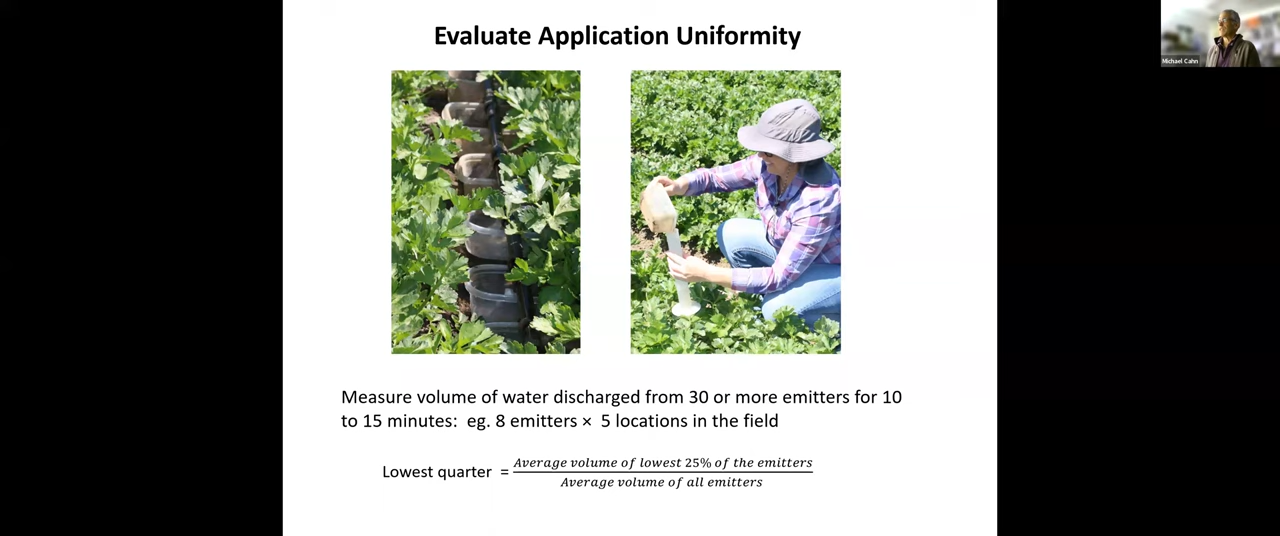 Evaluate Application Uniformity
Michael Cahn
Measure volume of water discharged from 30 or more emitters for 10
to 15 minutes: eg. 8 emitters × 5 locations in the field
Lowest quarter = Average volume of lowest 25% of the emitters
Average volume of all emitters